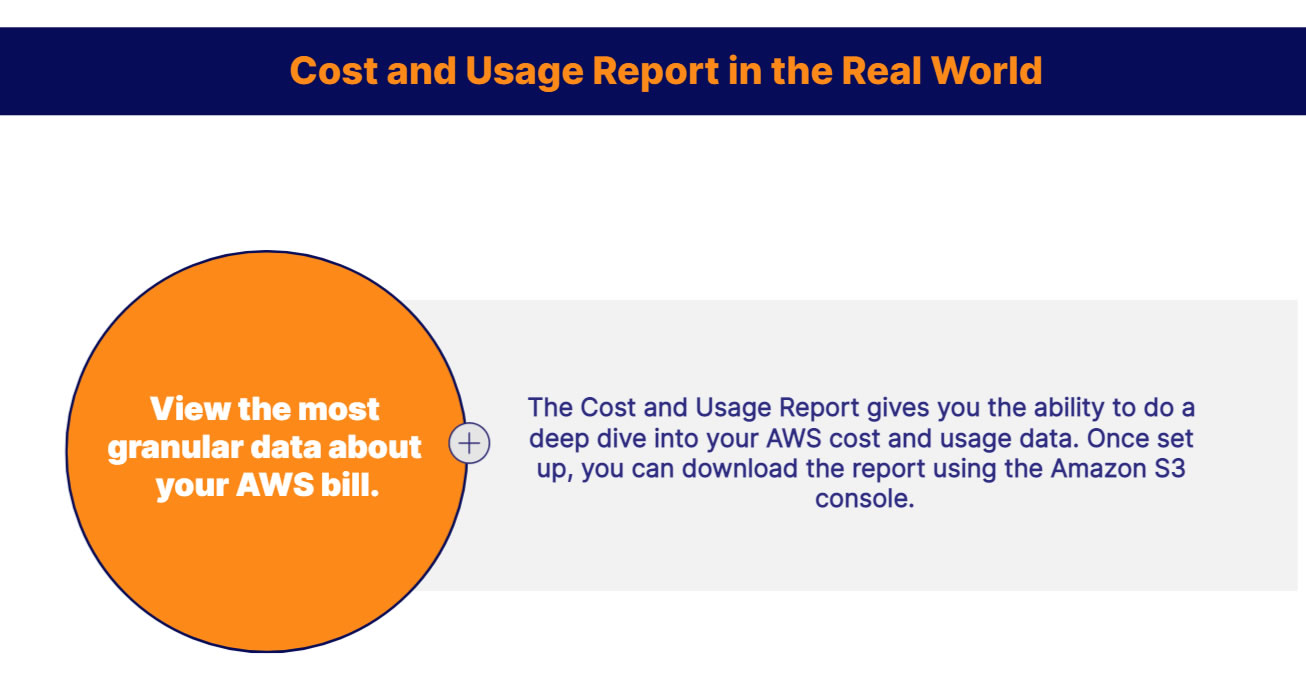 Cost and Usage Report in the Real World
View the most
granular data about
your AWS bill.
The Cost and Usage Report gives you the ability to do a
deep dive into your AWS cost and usage data. Once set
up, you can download the report using the Amazon S3
console.